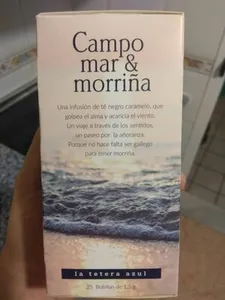 Campo
mar &
morriña
Una infusión de té negro caramelo, que
golpea el alma y acaricia el viento.
Un viaje a través de los sentidos,
un paseo por la añoranza.
Porqué no hace falta ser gallego
para tener morriña.
la tetera azul
25 Bolsitas de 1,5 g